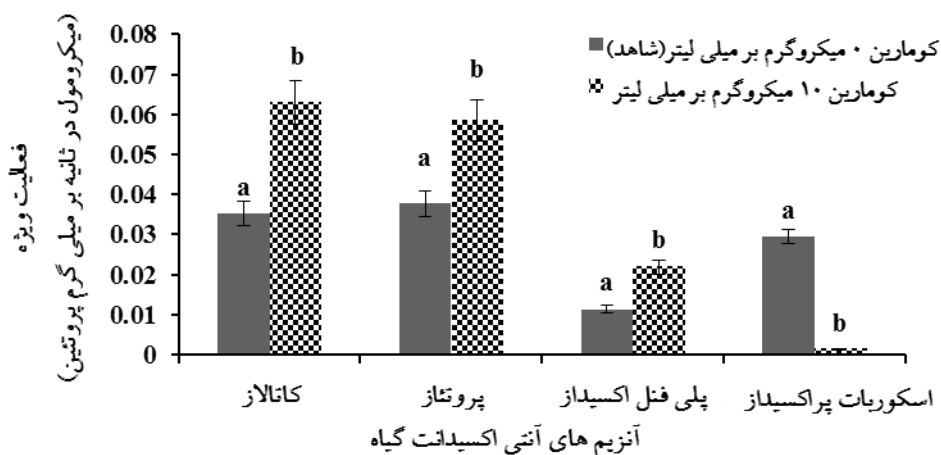 فعالیت ویژه
(میکرومول در ثانیه بر میلی گرم پروتئین)
0.08
0.07
0.06
0.05
0.04
0.03
0.02
0.01
0
کومارین ۰ میکروگرم بر میلی لیتر(شاهد)
کومارین ۱۰ میکروگرم بر میلی لیتر
a
b
a
b
a
b
a
b
کاتالاز
پروتئاز
پلی فنل اکسیداز
اسکوربات پراکسیداز
آنزیم های آنتی اکسیدانت گیاه